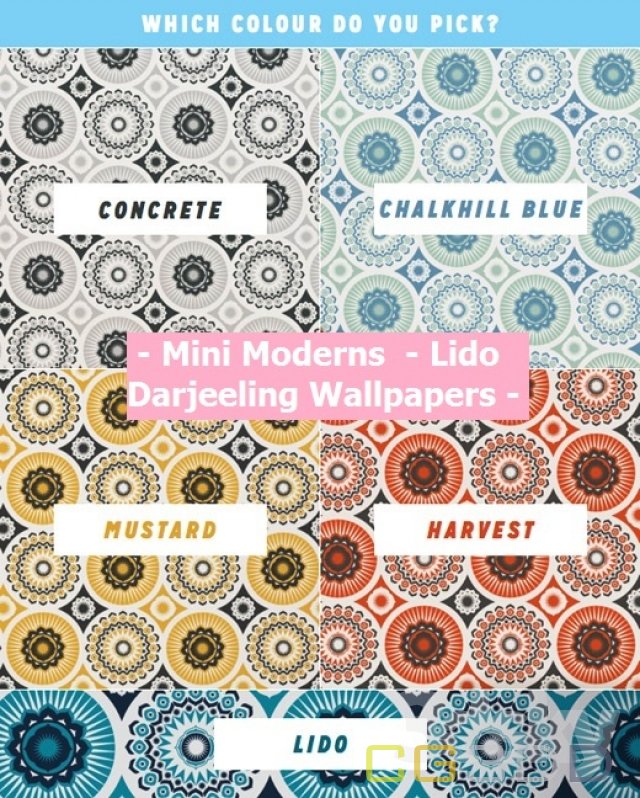 WHICH COLOUR DO YOU PICK?
CONCRETE
CHALKHILL BLUE
- Mini Moderns - Lido
Darjeeling Wallpapers -
MUSTARD
HARVEST
LIDO